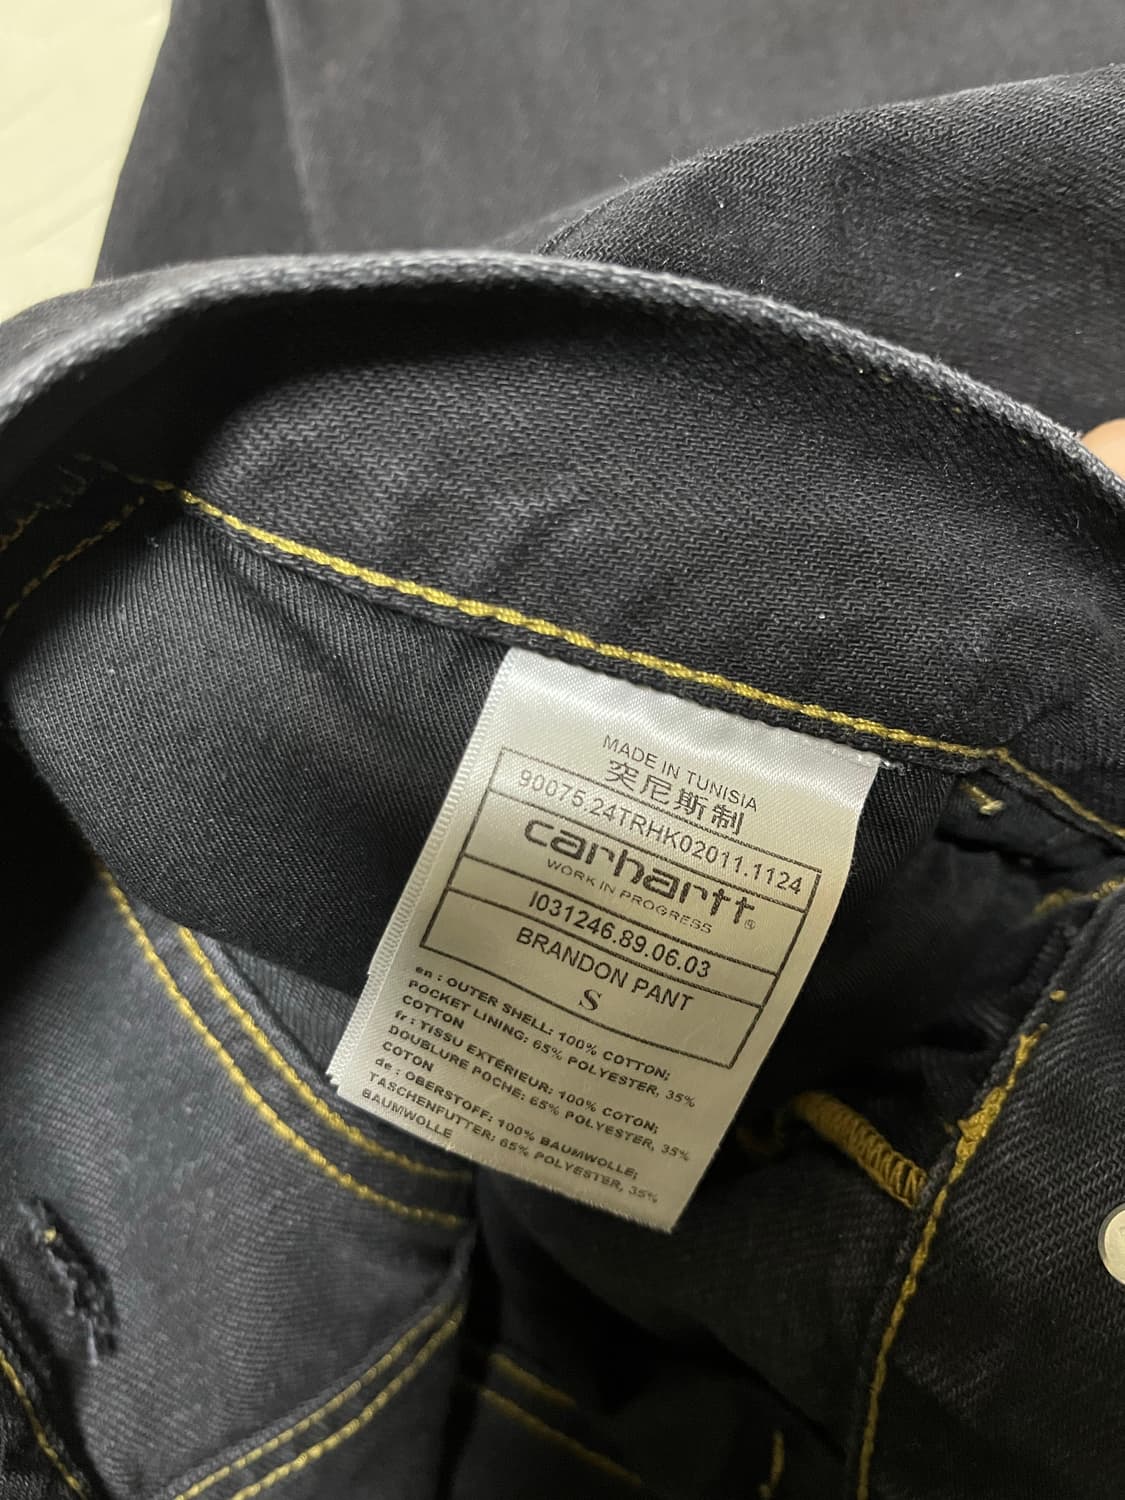 MADE IN TUNISIA
突尼斯制
90075.24TRHK02011.1124
carhartt®
WORK IN PROGRESS
I031246.89.06.03
BRANDON PANT
S
en : OUTER SHELL: 100% COTTON;
POCKET LINING: 65% POLYESTER, 35%
COTTON
fr : TISSU EXTÉRIEUR: 100% COTON;
DOUBLURE POCHE: 65% POLYESTER, 35%
COTON
de : OBERSTOFF: 100% BAUMWOLLE;
TASCHENFUTTER: 65% POLYESTER, 35%
BAUMWOLLE